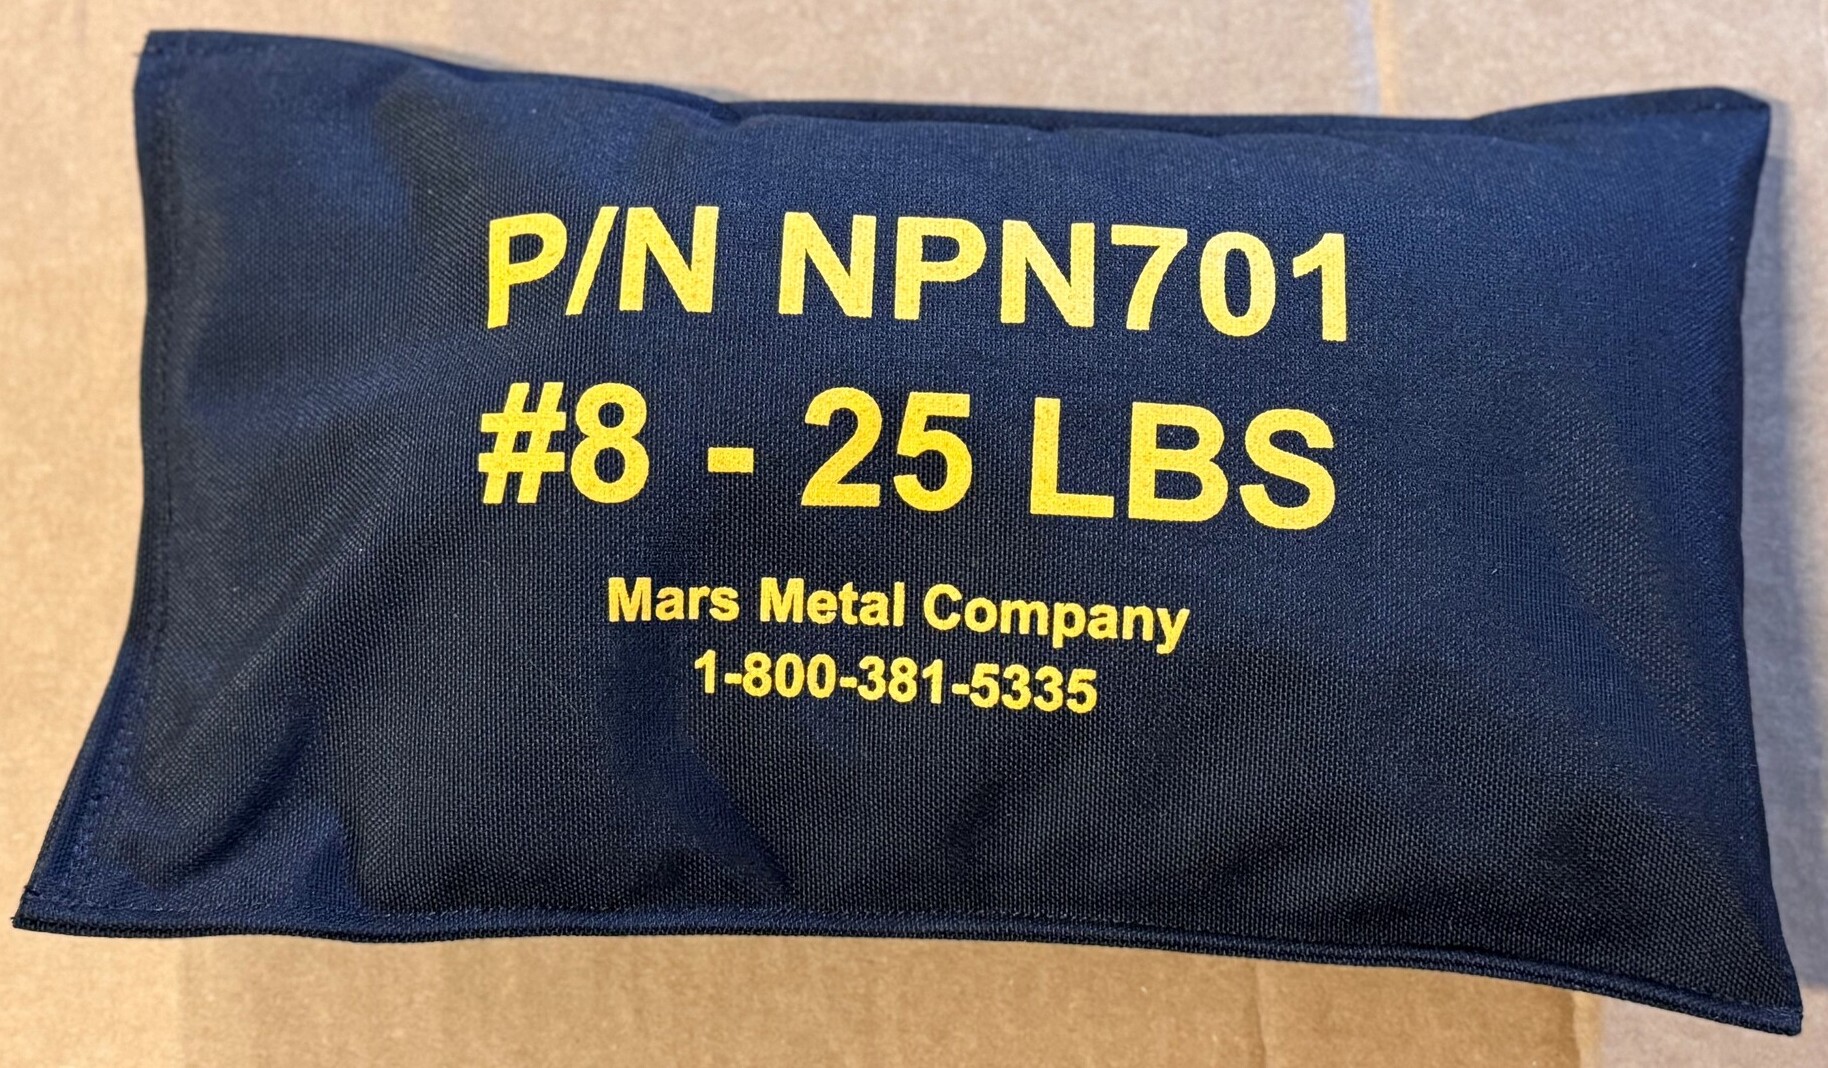 P/N NPN701
#8 - 25 LBS
Mars Metal Company
1-800-381-5335